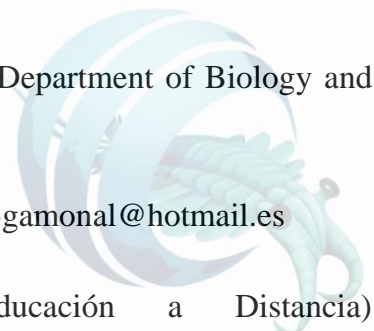 Department of Biology and
gamonal@hotmail.es
ducación a Distancia)